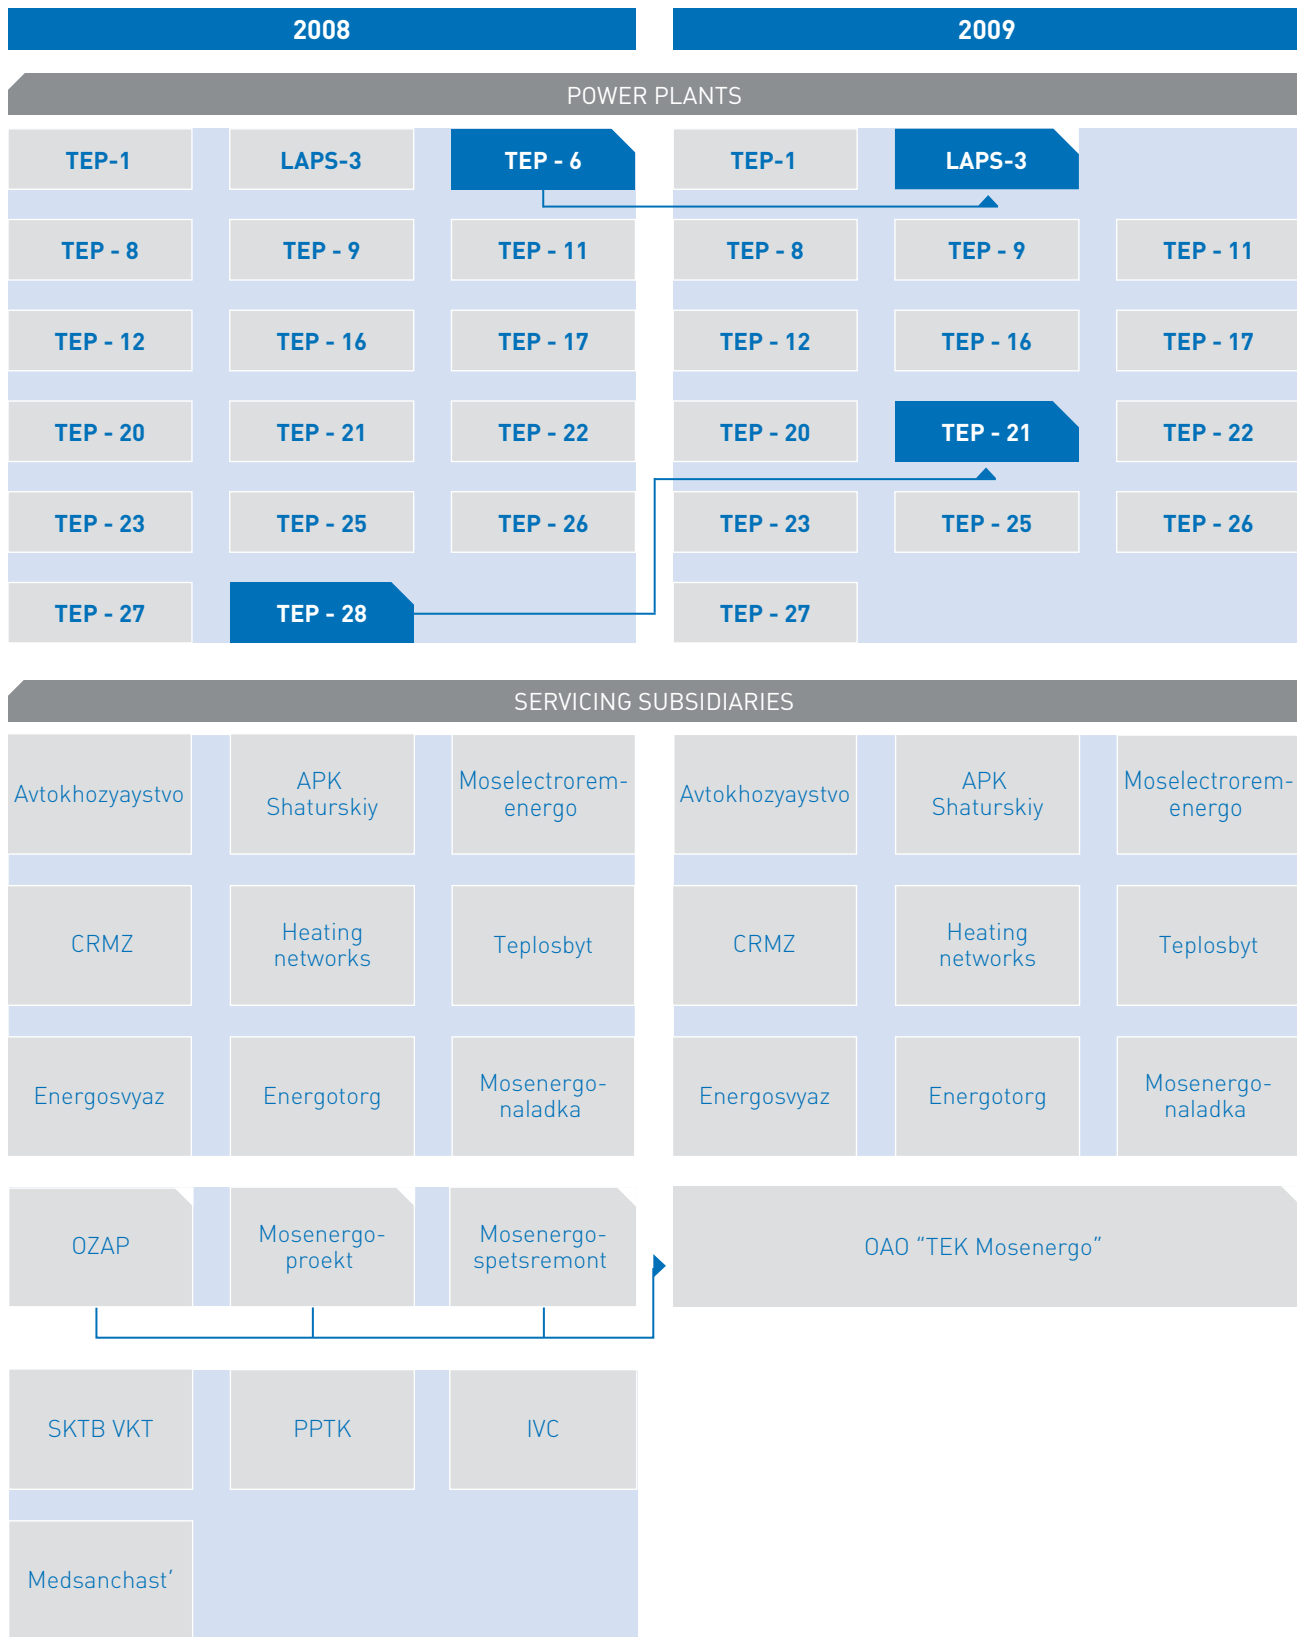 2008
2009
POWER PLANTS
TEP-1
LAPS-3
TEP - 6
TEP-1
LAPS-3
TEP - 8
TEP - 9
TEP - 11
TEP - 8
TEP - 9
TEP - 11
TEP - 12
TEP - 16
TEP - 17
TEP - 12
TEP - 16
TEP - 17
TEP - 20
TEP - 21
TEP - 22
TEP - 20
TEP - 21
TEP - 22
TEP - 23
TEP - 25
TEP - 26
TEP - 23
TEP - 25
TEP - 26
TEP - 27
TEP - 28
TEP - 27
SERVICING SUBSIDIARIES
Avtokhozyaystvo
APK
Shaturskiy
Moselectrorem-
energo
Avtokhozyaystvo
APK
Shaturskiy
Moselectrorem-
energo
CRMZ
Heating
networks
Teplosbyt
CRMZ
Heating
networks
Teplosbyt
Energosvyaz
Energotorg
Mosenergo-
naladka
Energosvyaz
Energotorg
Mosenergo-
naladka
OZAP
Mosenergo-
proekt
Mosenergo-
spetsremont
OAO “TEK Mosenergo”
SKTB VKT
PPTK
IVC
Medsanchast’